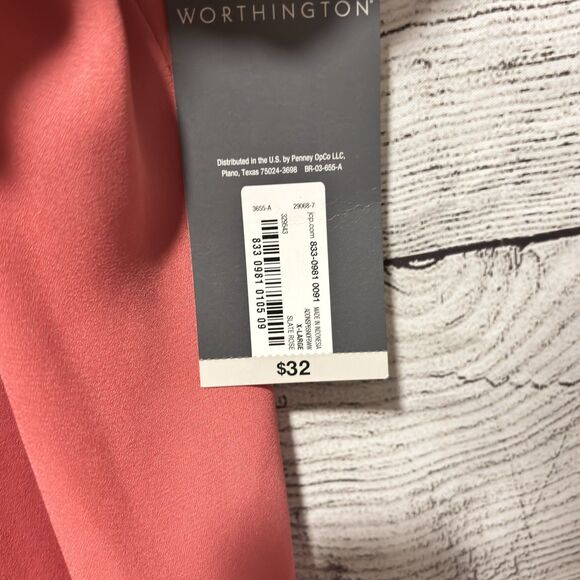 WORTHINGTON®
Distributed in the U.S. by Penney OpCo LLC,
Plano, Texas 75024-3698 BR-03-655-A
3655-A 29068-7
jcp.com 833-0981 0091
329543
833 0981 0105 09
MADE IN INDONESIA
X-LARGE
SLATE ROSE
$32